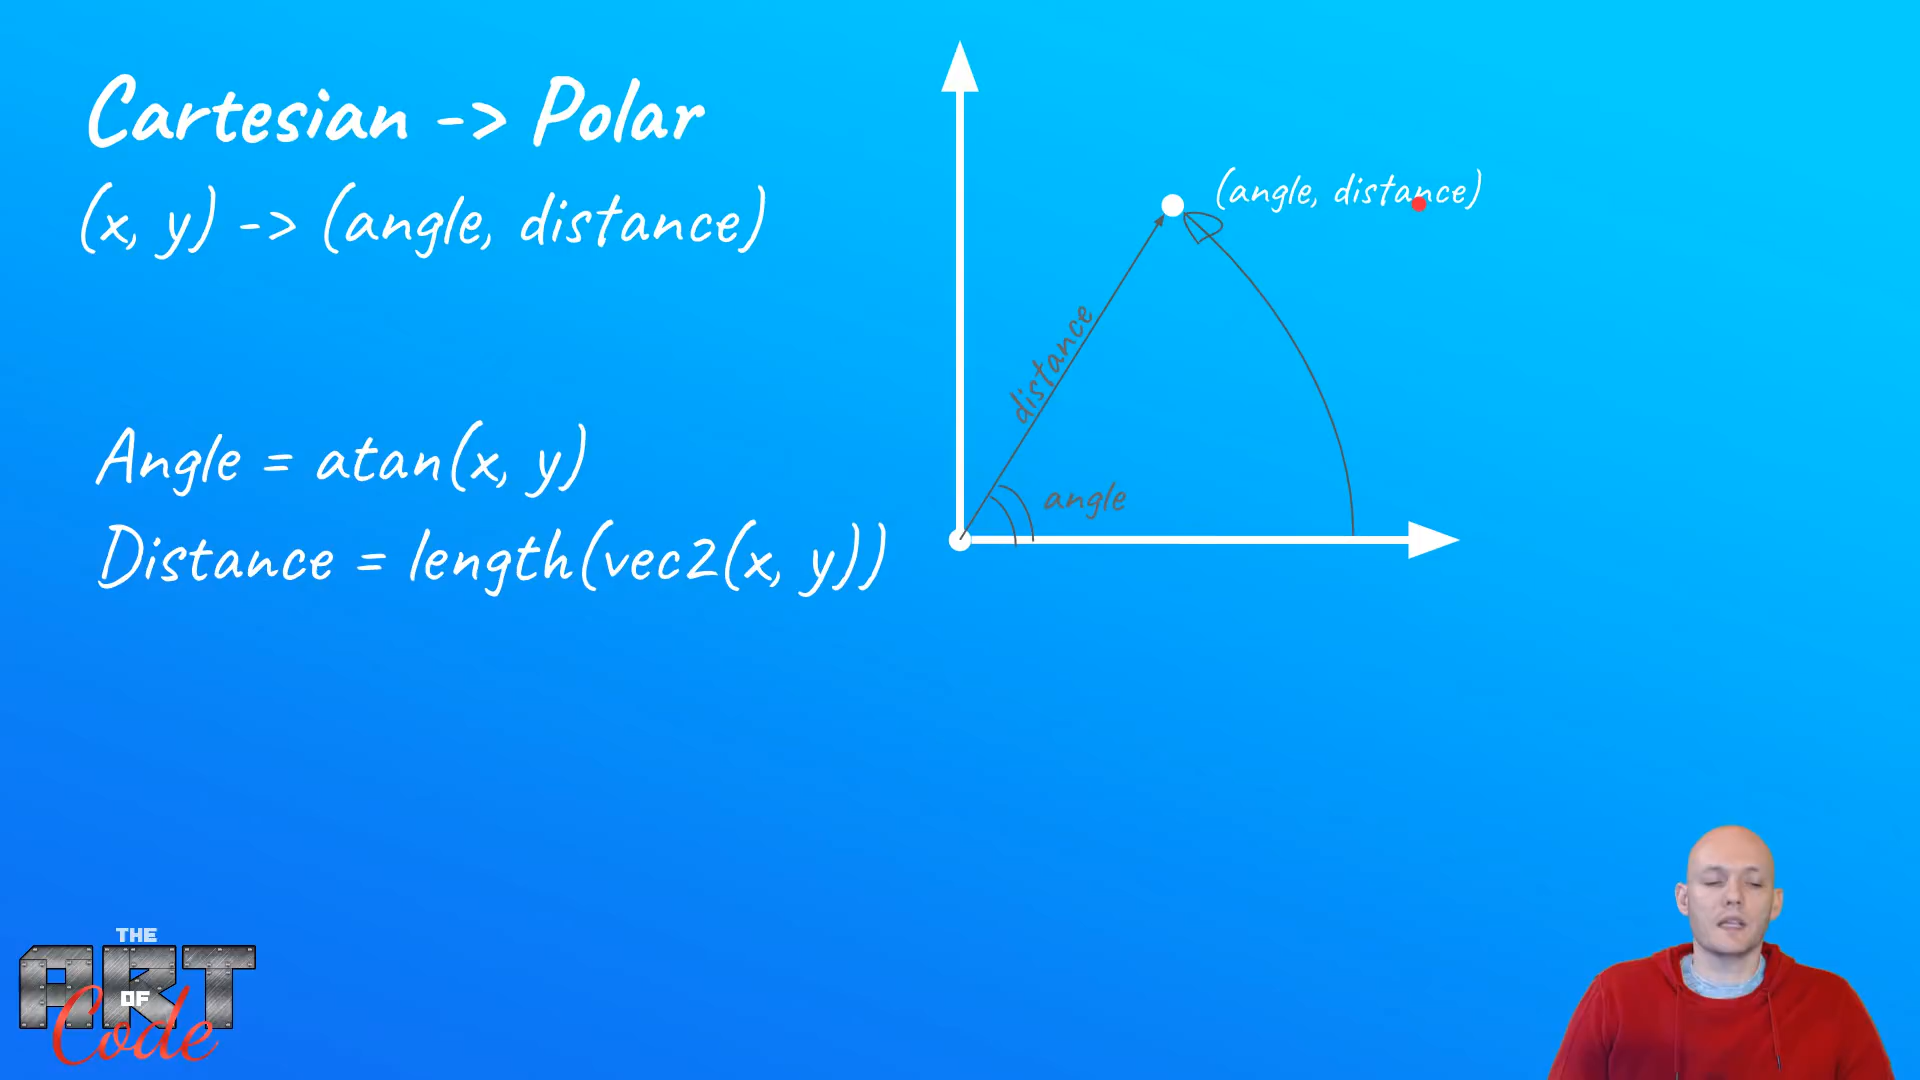 Cartesian -> Polar
(x, y) -> (angle, distance)
Angle = atan(x, y)
Distance = length(vec2(x, y))
(angle, distance)
distance
angle
THE
ART
OF
Code